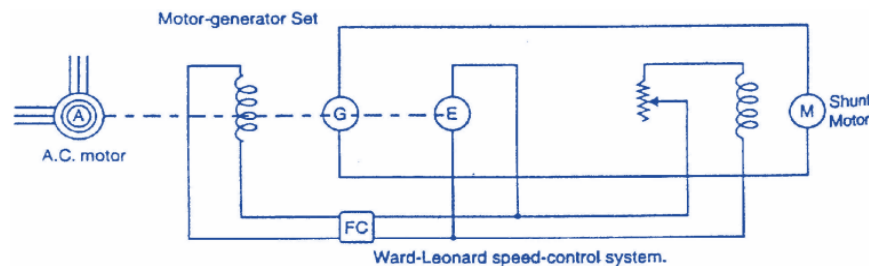 Motor-generator Set
A
G
E
M
Shunt
Motor
A.C. motor
FC
Ward-Leonard speed-control system.